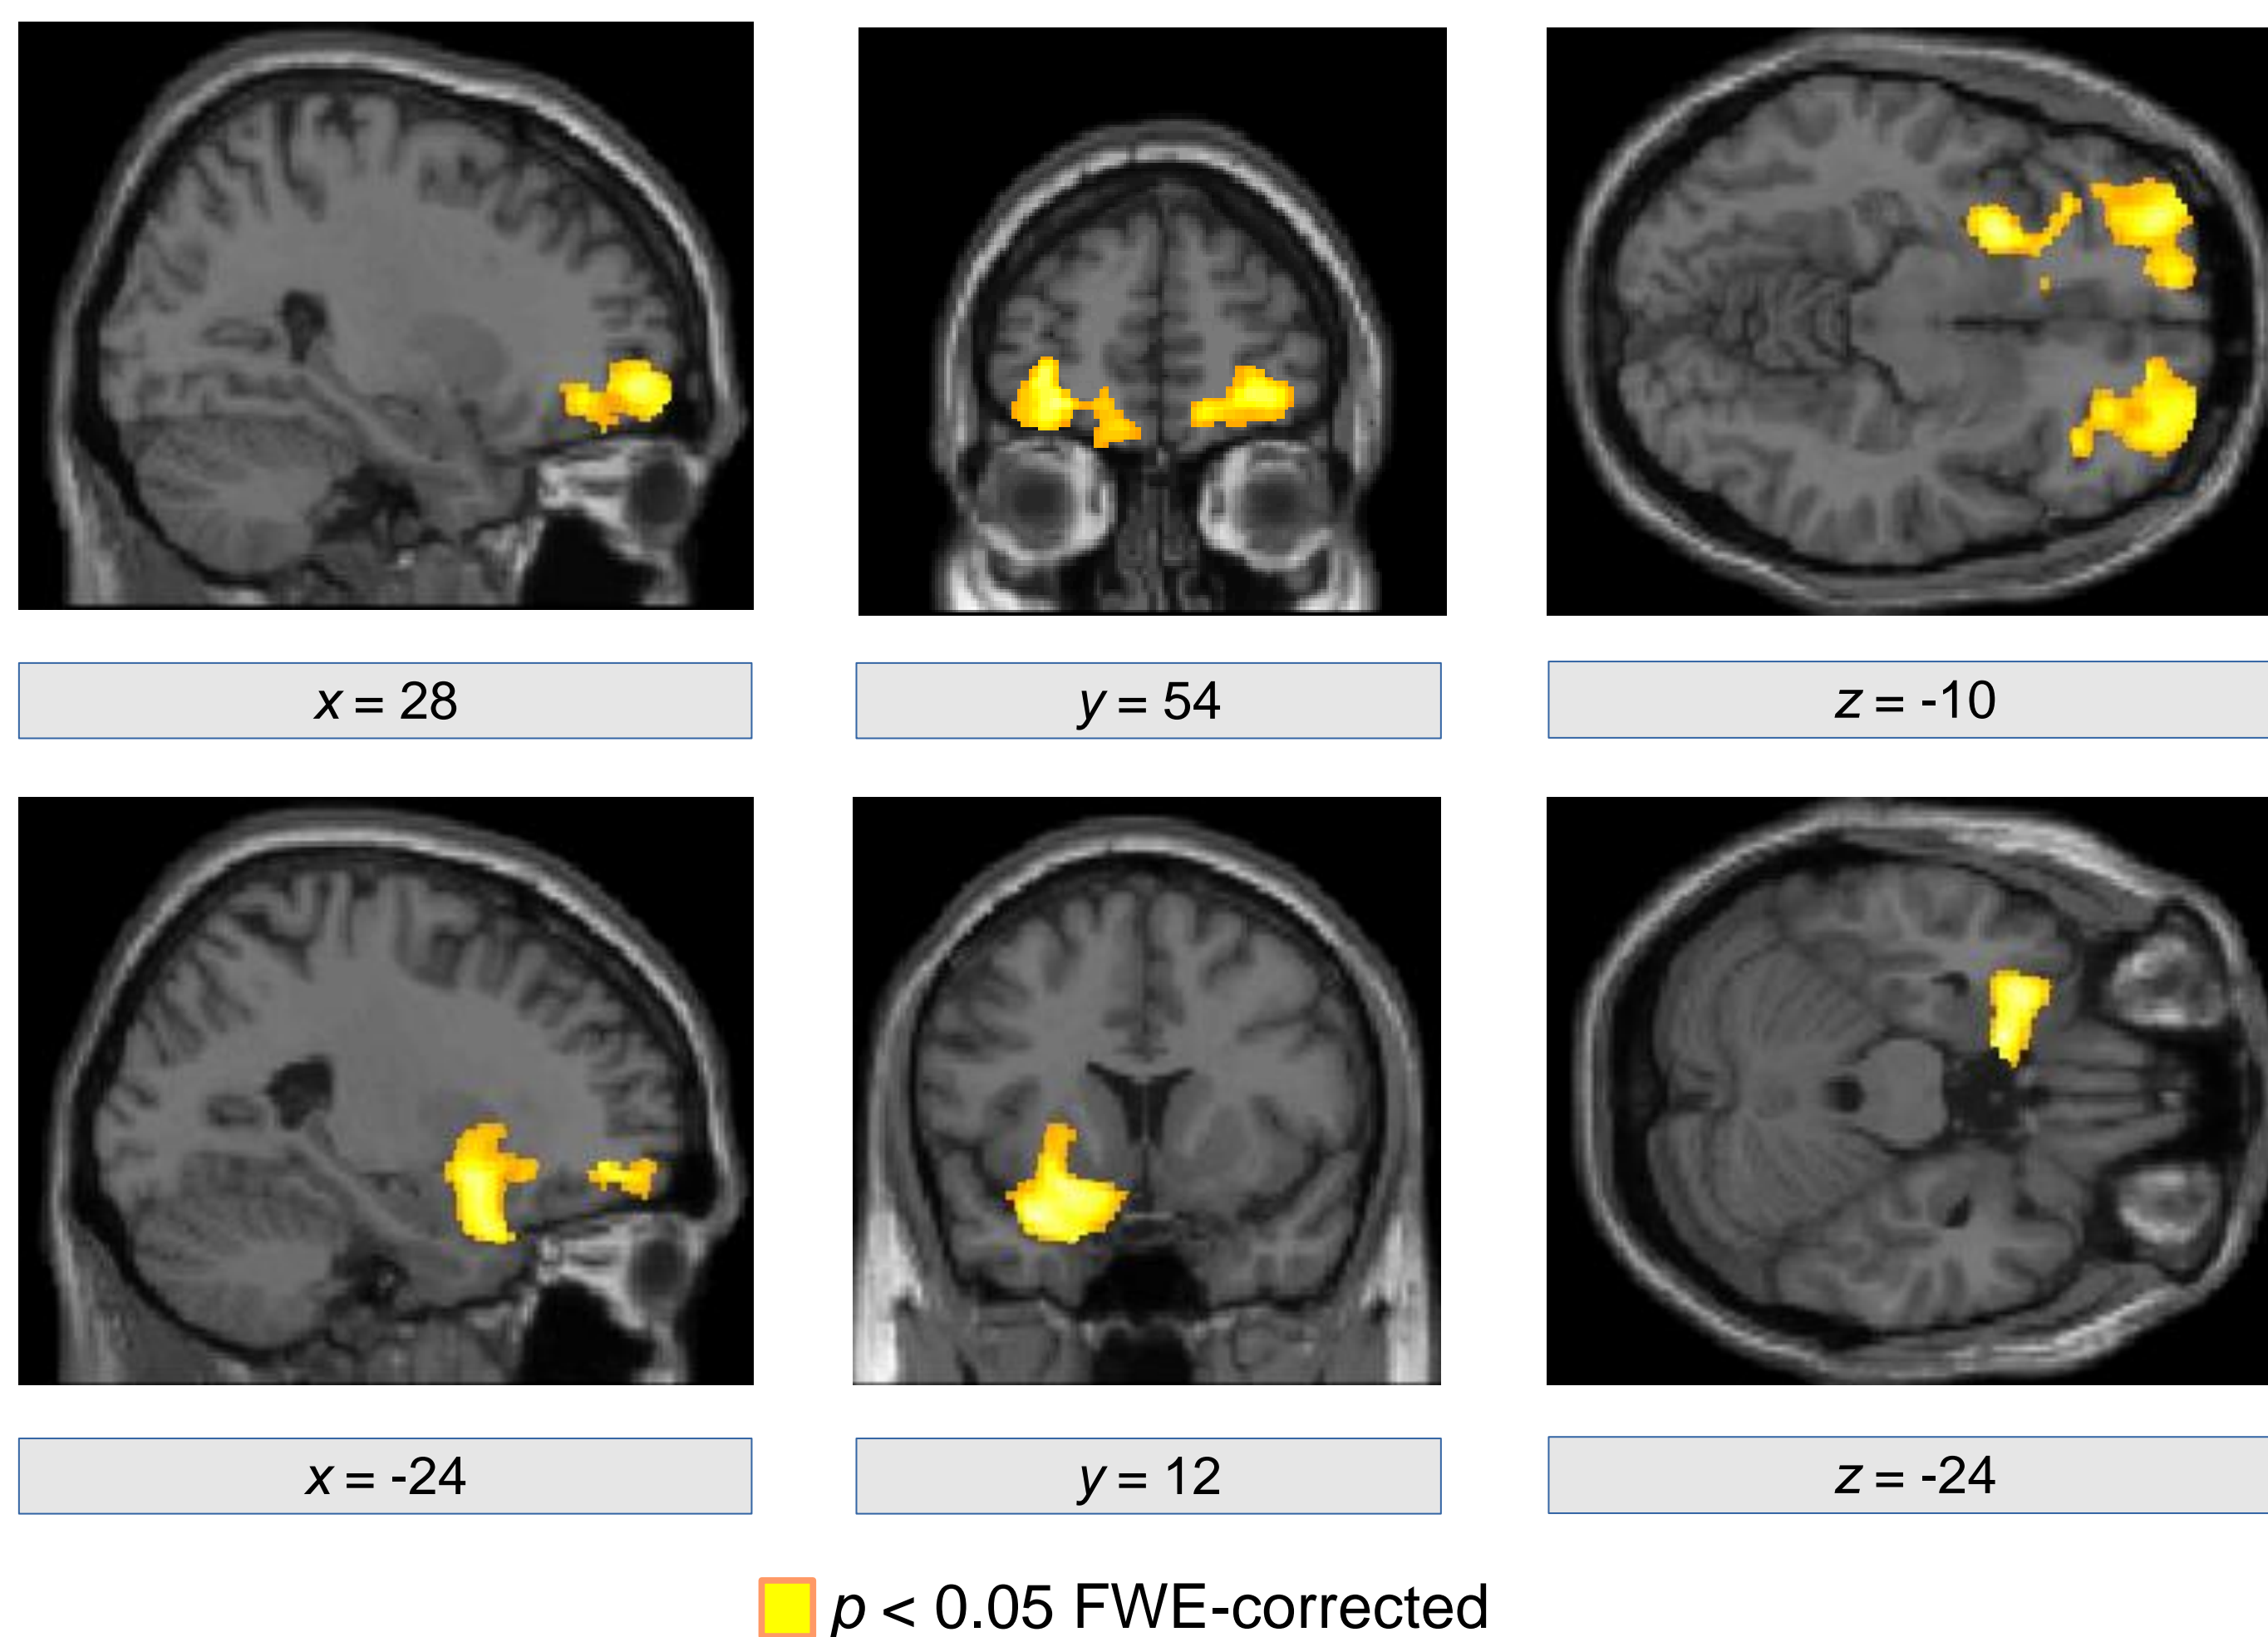 x = 28
y = 54
z = -10
x = -24
y = 12
z = -24
p < 0.05 FWE-corrected